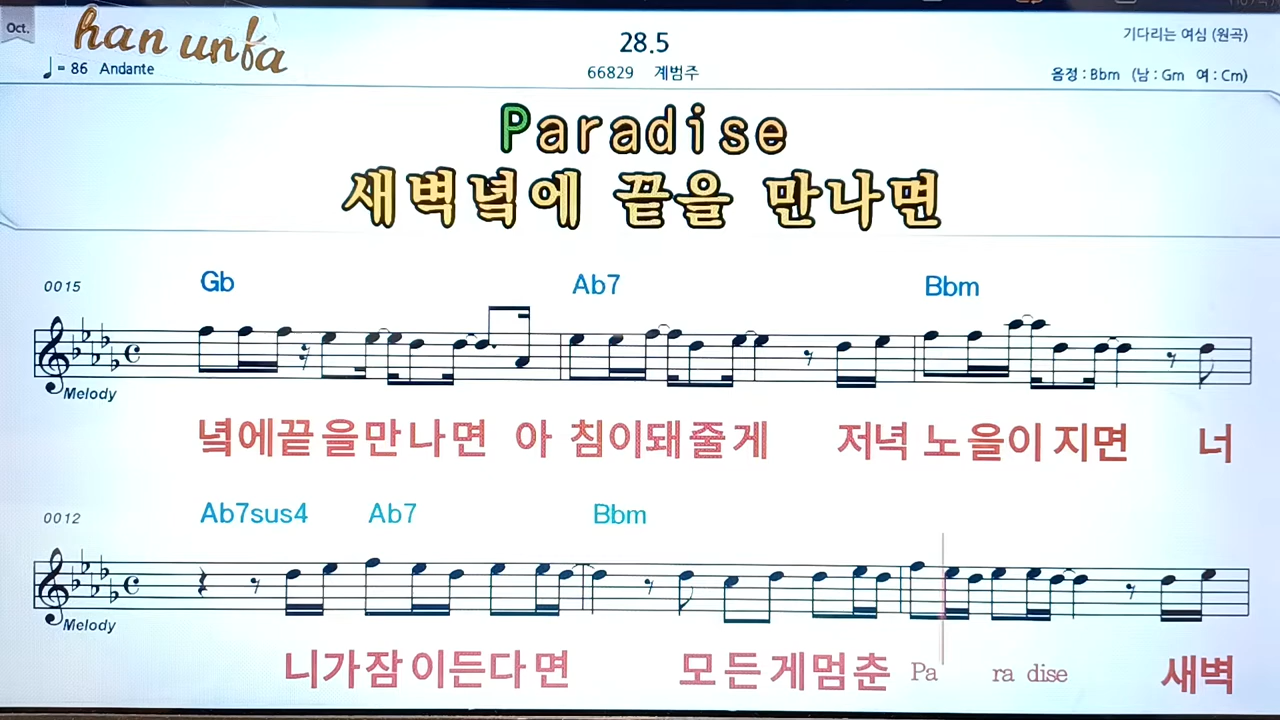 Oct.
han un!fa
28.5
기다리는 여심 (원곡)
♩= 86 Andante
66829 계범주
음정 : Bbm (남 : Gm 여 : Cm)
Paradise
새벽녘에 끝을 만나면
0015 Gb Ab7 Bbm
Melody
녘에끝을만나면 아 침이돼줄게 저녁 노을이지면 너
0012 Ab7sus4 Ab7 Bbm
Melody
니가잠이든다면 모든게멈춘 Pa ra dise 새벽